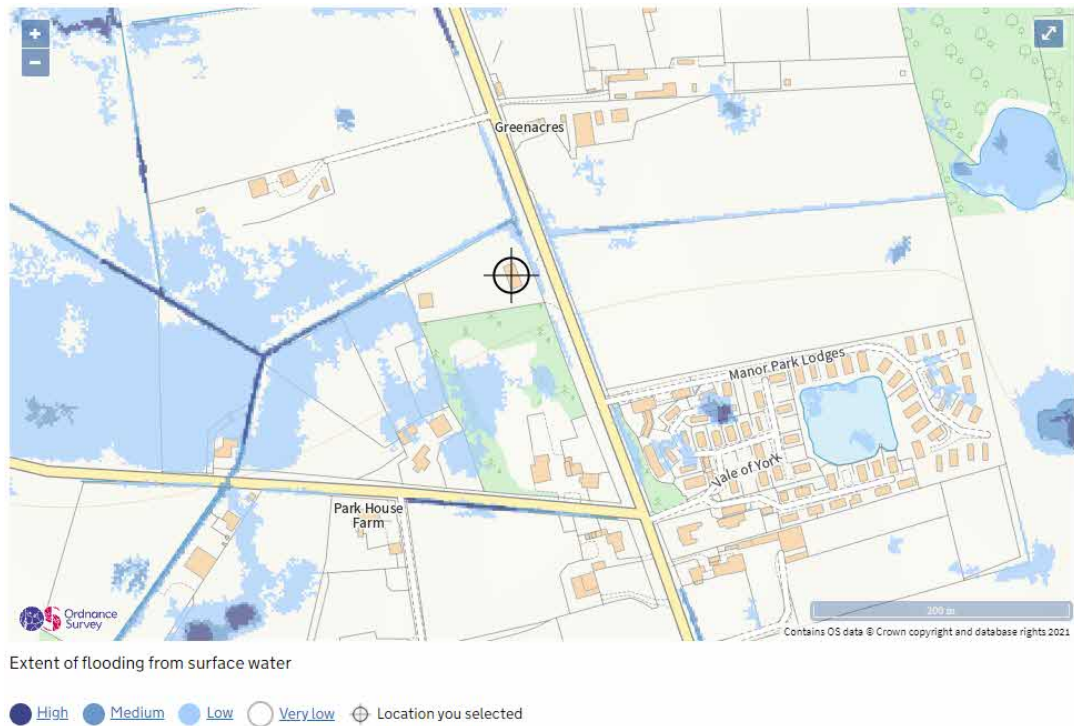 +
−
Greenacres
Manor Park Lodges
Vale of York
Park House
Farm
Ordnance
Survey
200 m
Contains OS data © Crown copyright and database rights 2021
Extent of flooding from surface water
High Medium Low Very low Location you selected